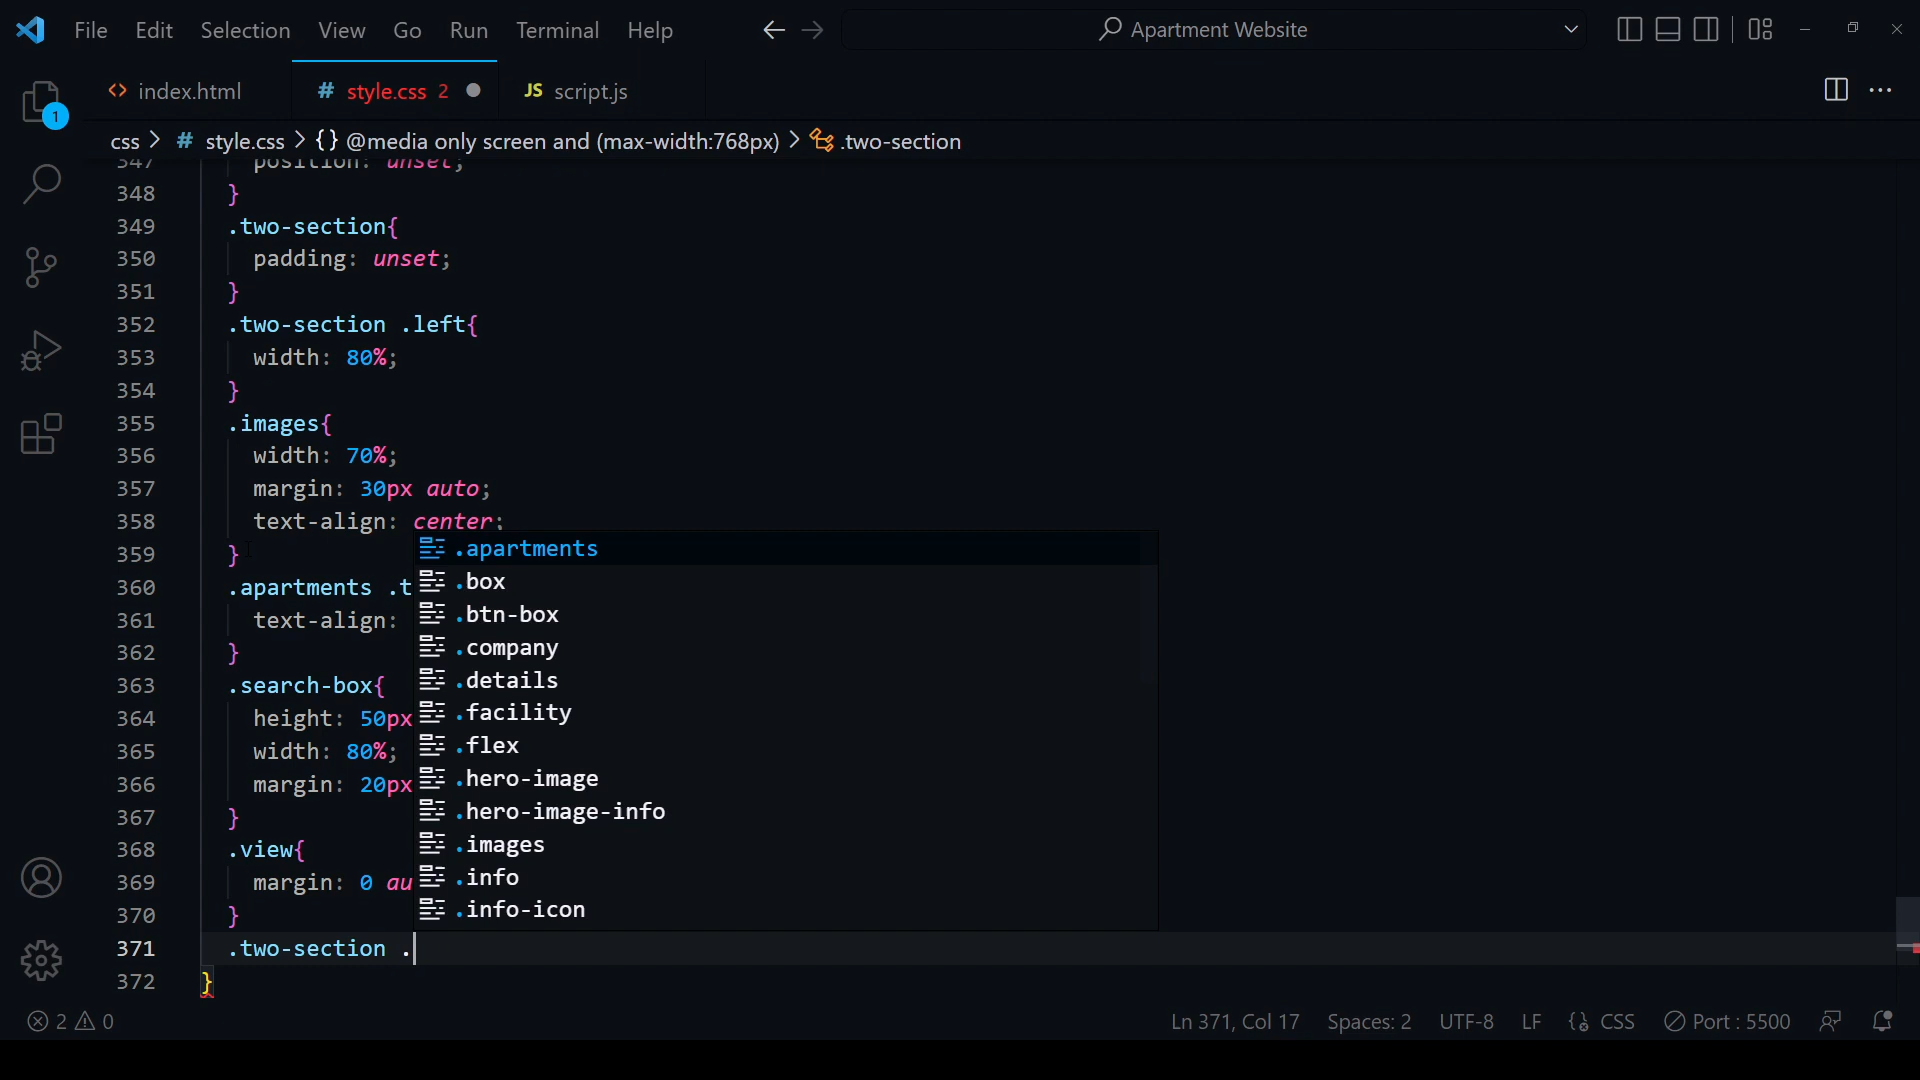 File Edit Selection View Go Run Terminal Help Apartment Website
index.html # style.css 2 JS script.js
css > # style.css > {} @media only screen and (max-width:768px) > .two-section
347 position: unset;
348 }
349 .two-section{
350 padding: unset;
351 }
352 .two-section .left{
353 width: 80%;
354 }
355 .images{
356 width: 70%;
357 margin: 30px auto;
358 text-align: center;
359 } .apartments
360 .apartments .t .box
361 text-align: .btn-box
362 } .company
363 .search-box{ .details
364 height: 50px .facility
365 width: 80%; .flex
366 margin: 20px .hero-image
367 } .hero-image-info
368 .view{ .images
369 margin: 0 au .info
370 } .info-icon
371 .two-section .
372 }
2 0 Ln 371, Col 17 Spaces: 2 UTF-8 LF {} CSS Port : 5500
1